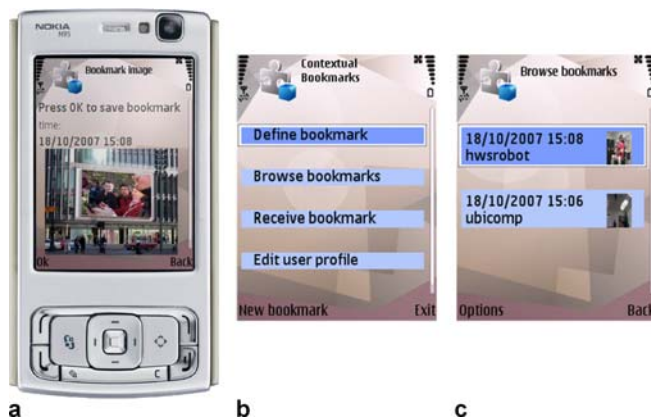 NOKIA
N95
Bookmark image
Press OK to save bookmark
time:
18/10/2007 15:08
Ok Back
C
a
Contextual
Bookmarks
Define bookmark
Browse bookmarks
Receive bookmark
Edit user profile
New bookmark Exit
b
Browse bookmarks
18/10/2007 15:08
hwsrobot
18/10/2007 15:06
ubicomp
Options Back
c